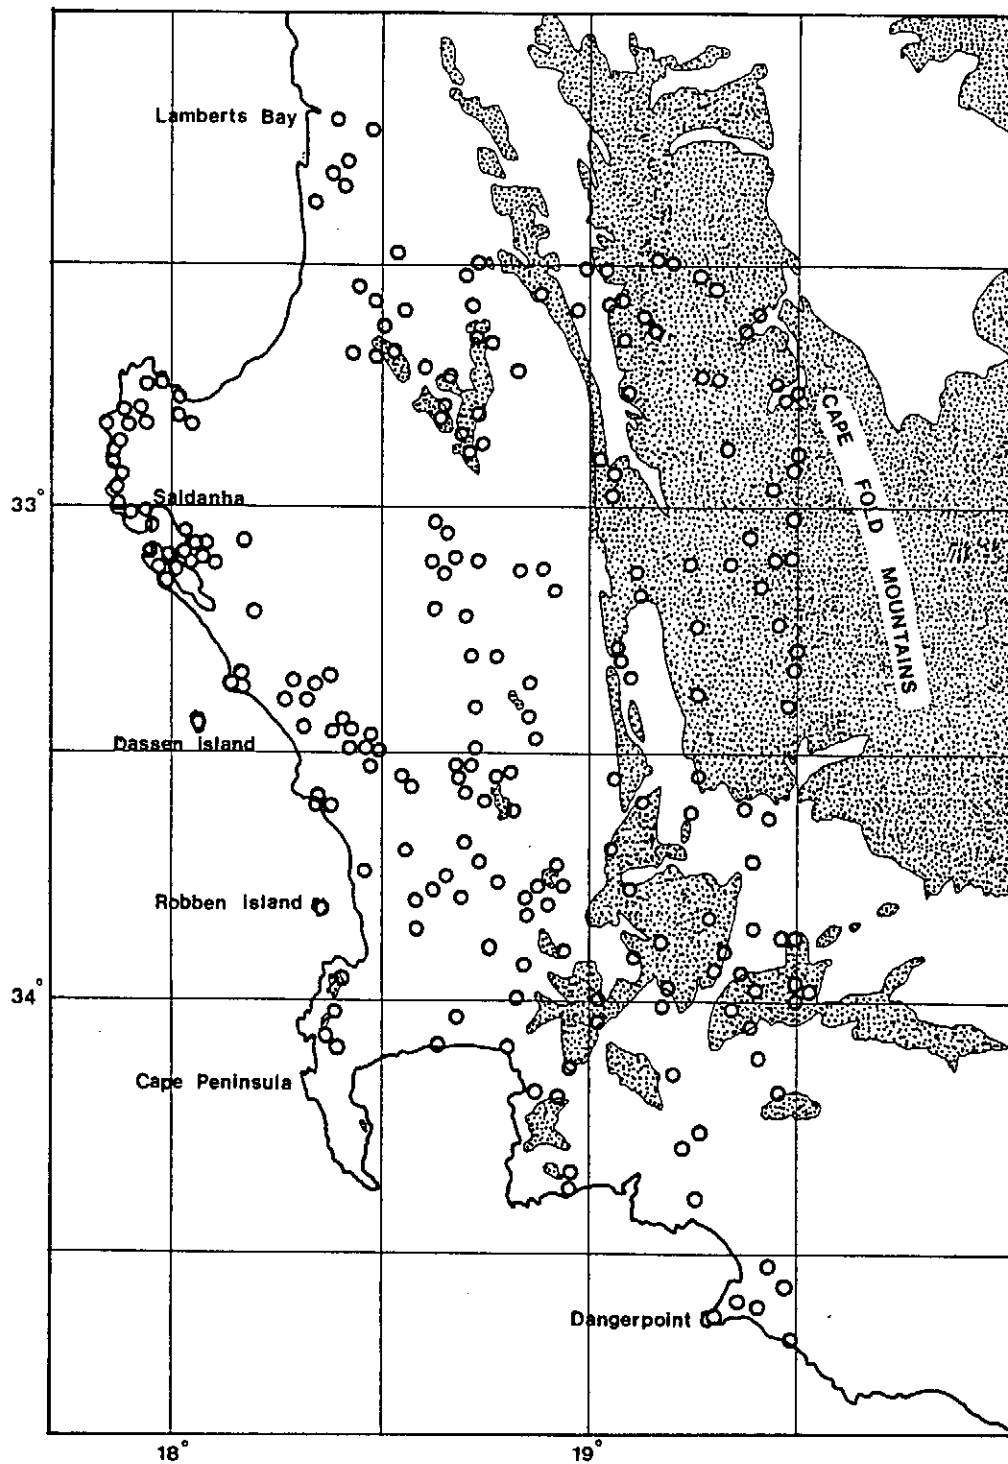 Lamberts Bay
CAPE FOLD MOUNTAINS
33°
Saldanha
Dassen Island
Robben Island
34°
Cape Peninsula
Dangerpoint
18°
19°